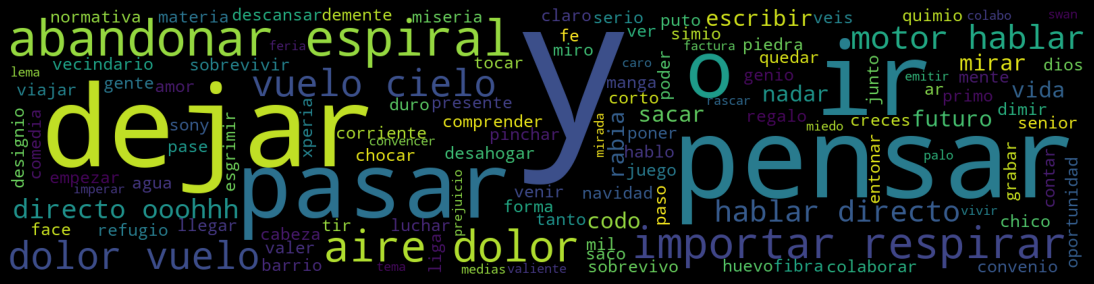 normativa materia descansar demente miseria claro serio puto escribir veis quimio colabo swan
abandonar espiral feria fe miro ver simio motor hablar
lema vecindario sobrevivir tocar caro factura piedra quedar genio mirar dios
viajar gente amor vuelo cielo manga o poder rascar emitir mente
dejar y ir junto ar primo vida
designio comedia sony pase esgrimir xperia corriente convencer duro presente comprender pinchar corto sacar nadar regalo miedo creces dimir futuro senior
chocar desahogar mirada rabia poner hablo pensar entonar palo grabar contar
empezar imperar agua pasar prejuicio venir navidad juego
directo ooohhh forma tanto codo paso hablar directo vivir chico oportunidad
face refugio llegar cabeza tir luchar ligar
dolor vuelo valer barrio aire dolor mil saco importar respirar
tema medias valiente sobrevivo huevo fibra colaborar convenio